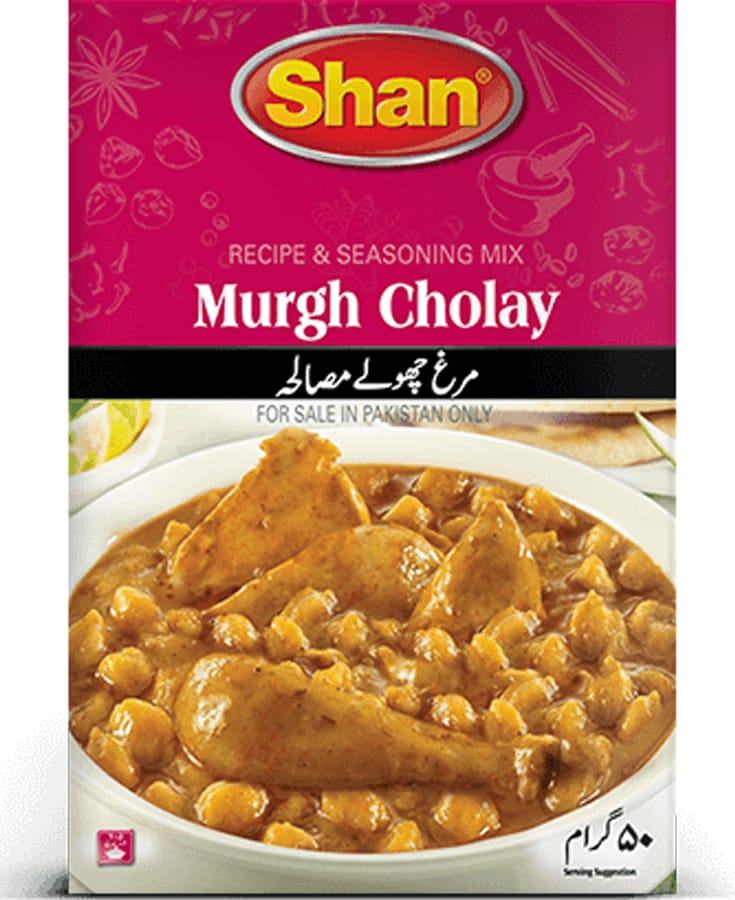 Shan®
RECIPE & SEASONING MIX
Murgh Cholay
مرغ چھولے مصالحہ
FOR SALE IN PAKISTAN ONLY
۵۰ گرام
Serving Suggestion